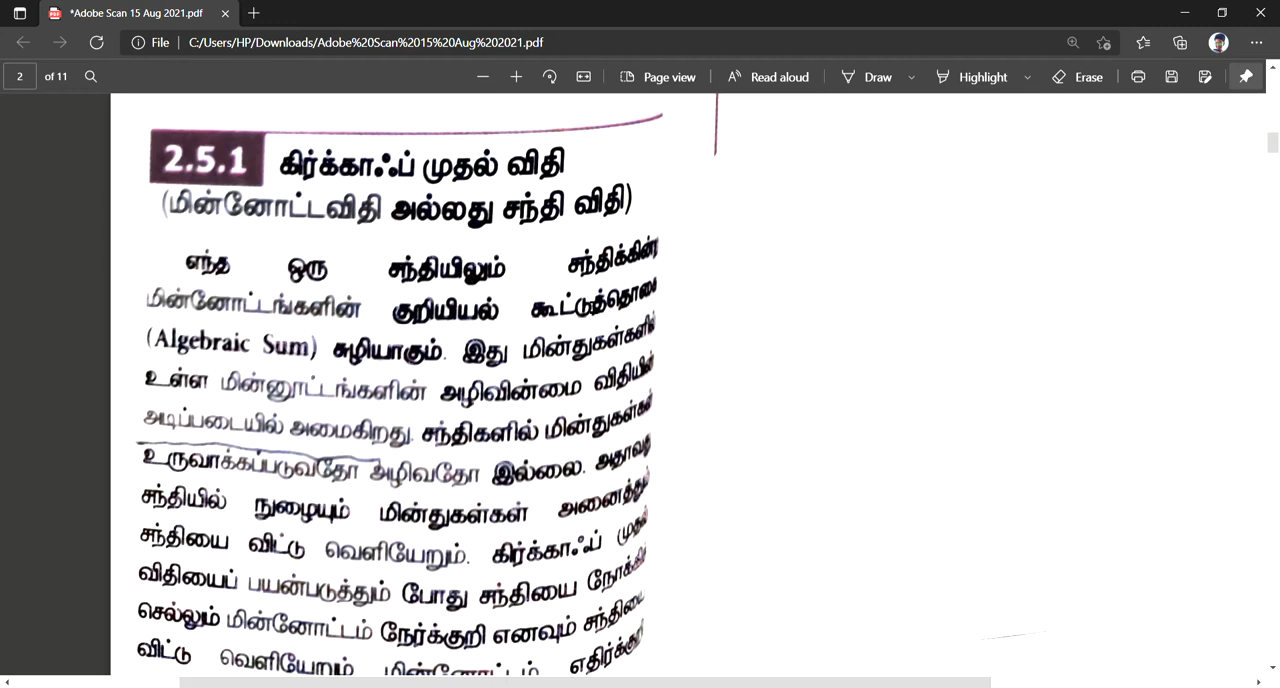 *Adobe Scan 15 Aug 2021.pdf
File C:/Users/HP/Downloads/Adobe%20Scan%2015%20Aug%202021.pdf
2 of 11 Page view Read aloud Draw Highlight Erase
2.5.1 கிர்க்காஃப் முதல் விதி
(மின்னோட்டவிதி அல்லது சந்தி விதி)
எந்த ஒரு சந்தியிலும் சந்திக்கின்ற
மின்னோட்டங்களின் குறியியல் கூட்டுத்தொகை
(Algebraic Sum) சுழியாகும். இது மின்துகள்களில்
உள்ள மின்னூட்டங்களின் அழிவின்மை விதியின்
அடிப்படையில் அமைகிறது. சந்திகளில் மின்துகள்கள்
உருவாக்கப்படுவதோ அழிவதோ இல்லை. அதாவது
சந்தியில் நுழையும் மின்துகள்கள் அனைத்தும்
சந்தியை விட்டு வெளியேறும். கிர்க்காஃப் முதல்
விதியைப் பயன்படுத்தும் போது சந்தியை நோக்கி
செல்லும் மின்னோட்டம் நேர்க்குறி எனவும் சந்தியை
விட்டு வெளியேறும் மின்னோட்டம்